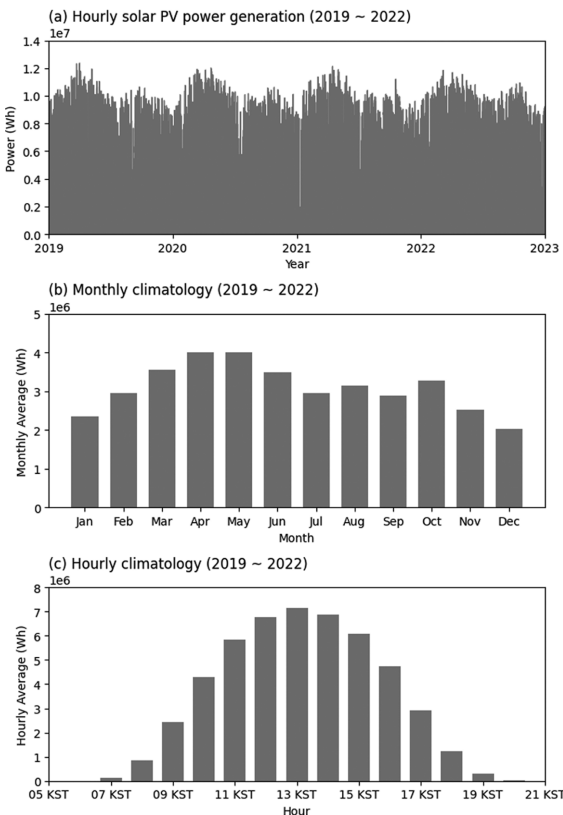 (a) Hourly solar PV power generation (2019 ~ 2022)
1e7
1.4
1.2
1.0
0.8
0.6
0.4
0.2
0.0
Power (Wh)
2019 2020 2021 2022 2023
Year
(b) Monthly climatology (2019 ~ 2022)
1e6
5
4
3
2
1
0
Monthly Average (Wh)
Jan Feb Mar Apr May Jun Jul Aug Sep Oct Nov Dec
Month
(c) Hourly climatology (2019 ~ 2022)
1e6
8
7
6
5
4
3
2
1
0
Hourly Average (Wh)
05 KST 07 KST 09 KST 11 KST 13 KST 15 KST 17 KST 19 KST 21 KST
Hour